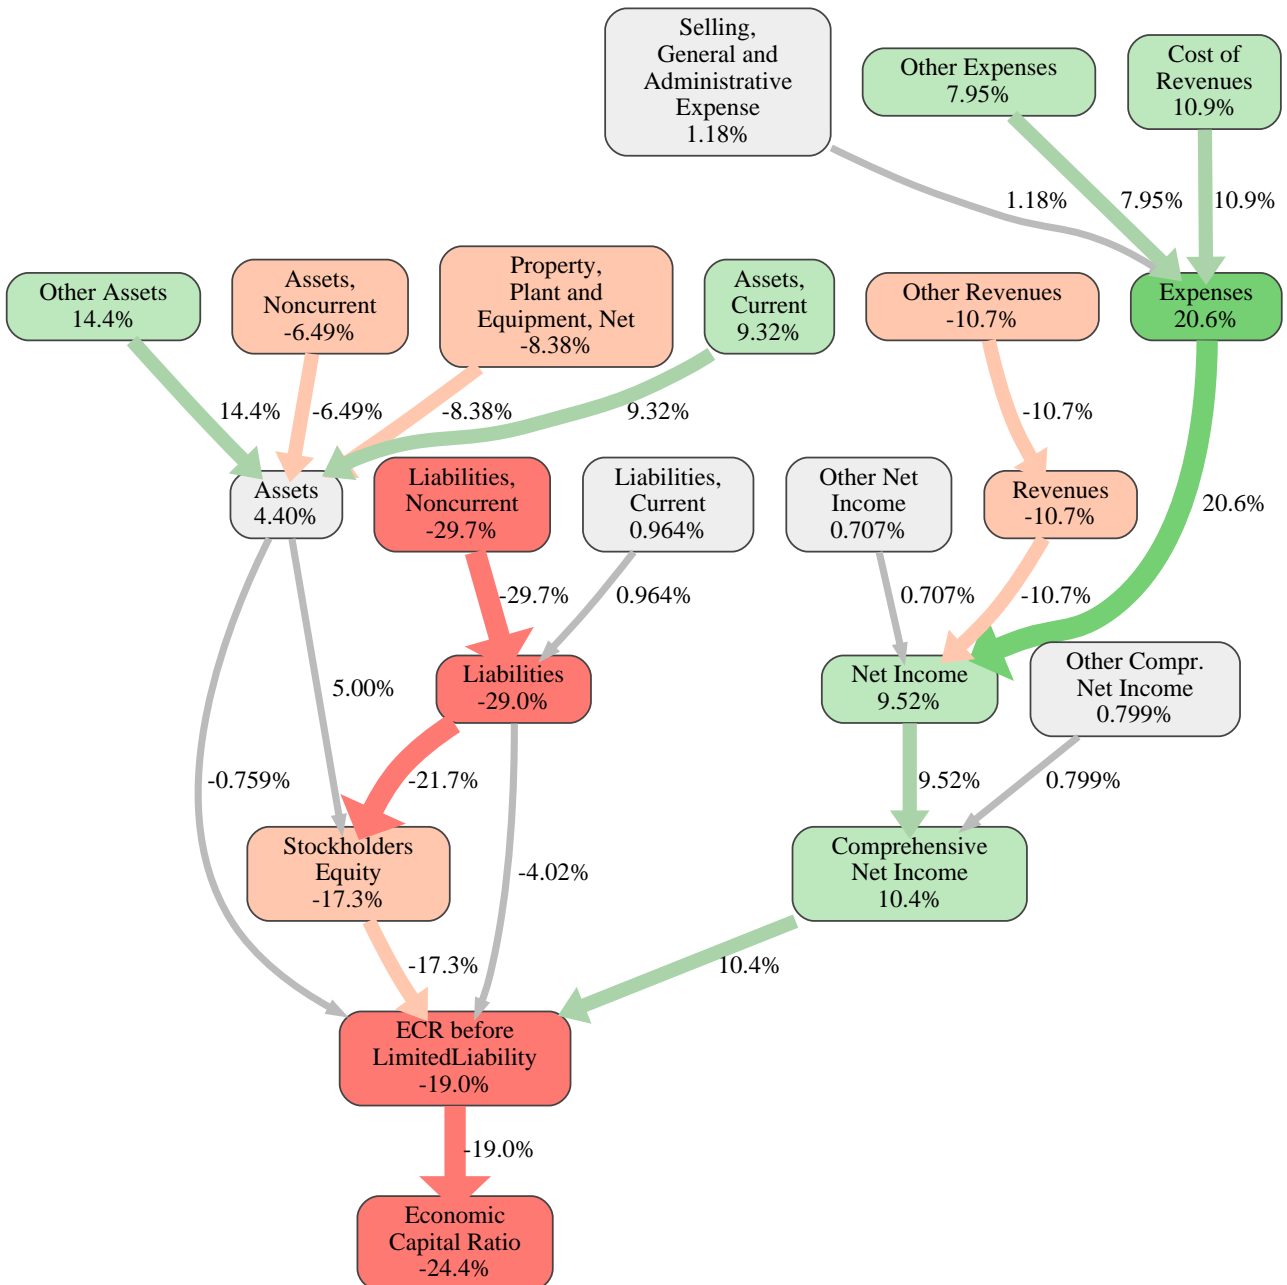 Selling,
General and
Administrative
Expense
1.18%
Other Expenses
7.95%
Cost of
Revenues
10.9%
1.18%
7.95%
10.9%
Other Assets
14.4%
Assets,
Noncurrent
-6.49%
Property,
Plant and
Equipment, Net
-8.38%
Assets,
Current
9.32%
Other Revenues
-10.7%
Expenses
20.6%
14.4%
-6.49%
-8.38%
9.32%
-10.7%
20.6%
Assets
4.40%
Liabilities,
Noncurrent
-29.7%
Liabilities,
Current
0.964%
Other Net
Income
0.707%
Revenues
-10.7%
-29.7%
0.964%
0.707%
-10.7%
Liabilities
-29.0%
Net Income
9.52%
Other Compr.
Net Income
0.799%
5.00%
-0.759%
-21.7%
9.52%
0.799%
Stockholders
Equity
-17.3%
-4.02%
Comprehensive
Net Income
10.4%
-17.3%
10.4%
ECR before
LimitedLiability
-19.0%
-19.0%
Economic
Capital Ratio
-24.4%